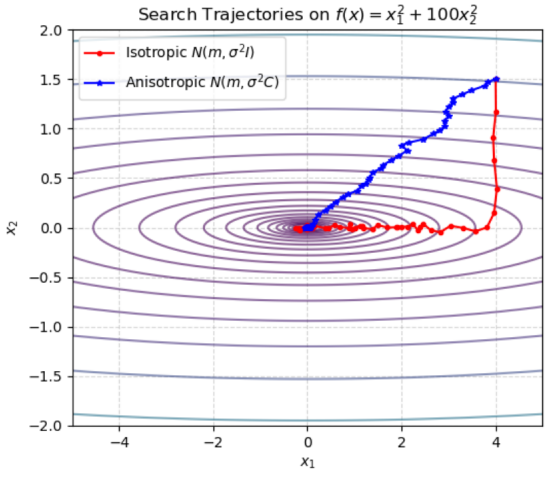 Search Trajectories on f(x) = x₁² + 100x₂²
Isotropic N(m, σ²I)
Anisotropic N(m, σ²C)
2.0
1.5
1.0
0.5
0.0
−0.5
−1.0
−1.5
−2.0
x₂
−4
−2
0
2
4
x₁